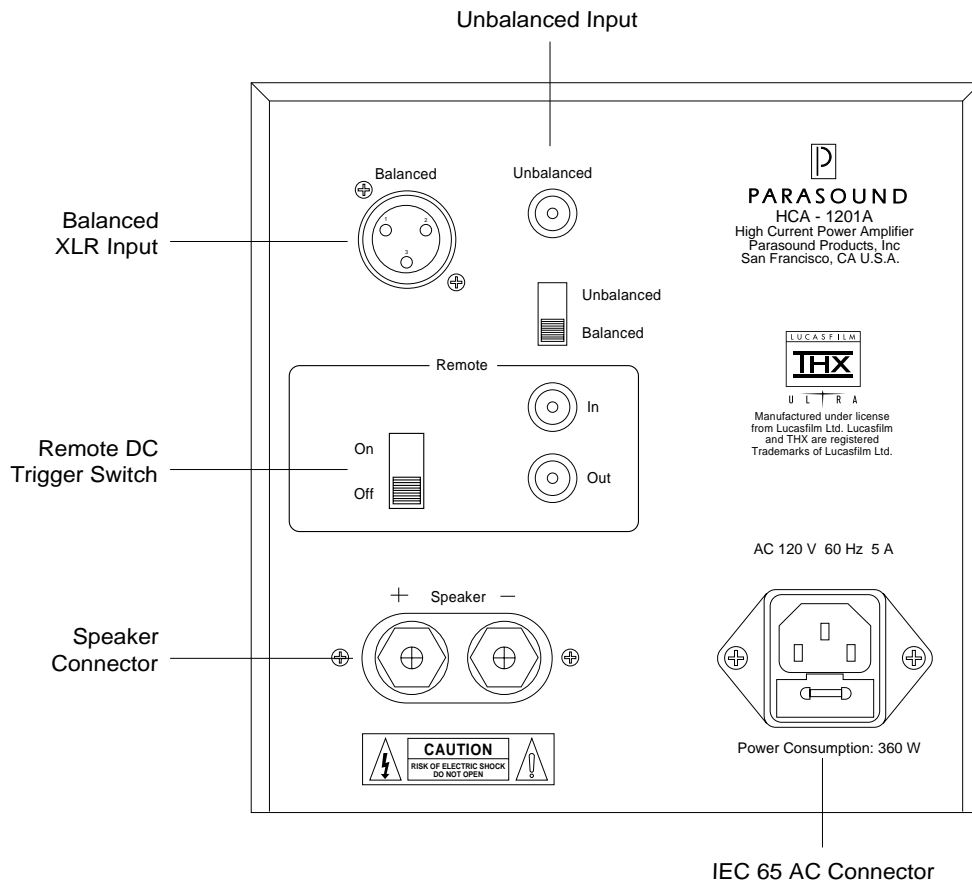 Unbalanced Input
Balanced
Unbalanced
PARASOUND
HCA - 1201A
High Current Power Amplifier
Parasound Products, Inc
San Francisco, CA U.S.A.
Balanced
XLR Input
1
2
3
Unbalanced
Balanced
LUCASFILM
THX
ULTRA
Manufactured under license
from Lucasfilm Ltd. Lucasfilm
and THX are registered
Trademarks of Lucasfilm Ltd.
Remote
In
Out
On
Off
Remote DC
Trigger Switch
AC 120 V 60 Hz 5 A
+ Speaker −
Speaker
Connector
CAUTION
RISK OF ELECTRIC SHOCK
DO NOT OPEN
Power Consumption: 360 W
IEC 65 AC Connector